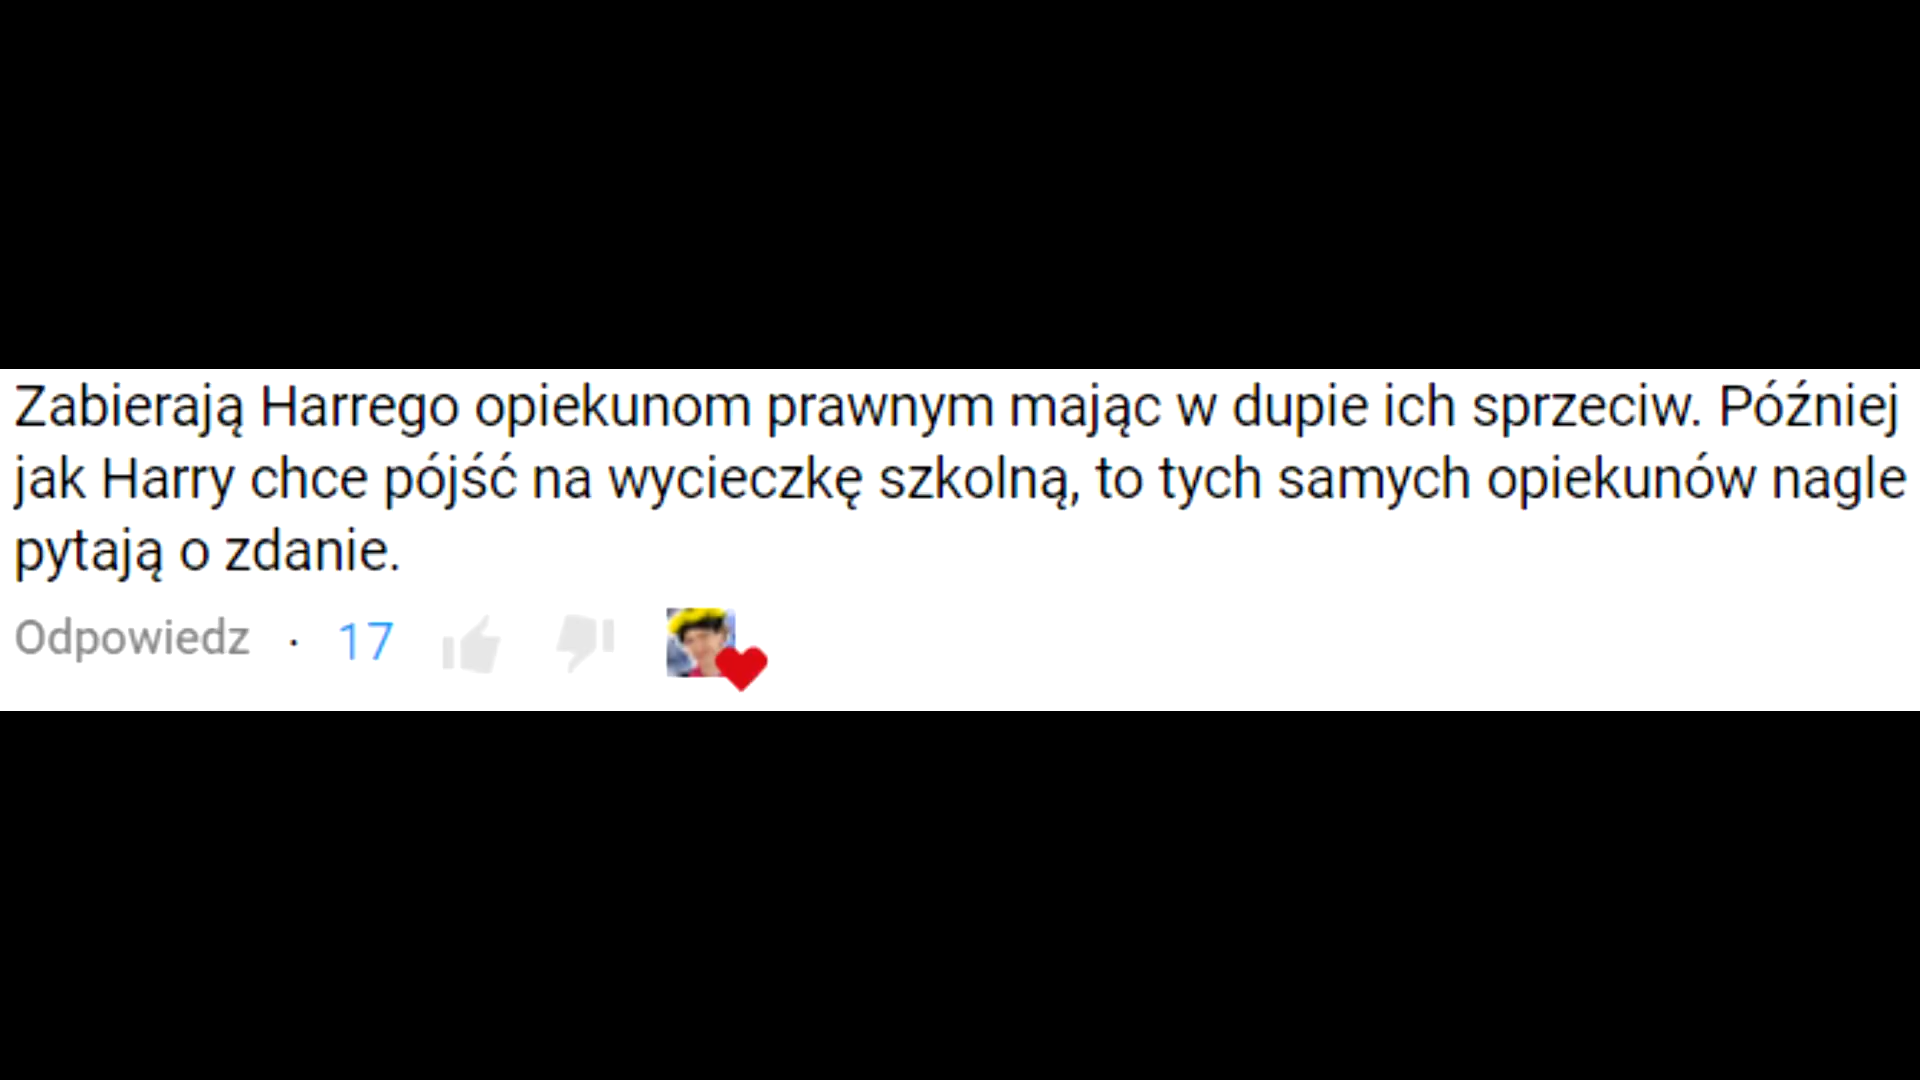 Zabierają Harrego opiekunom prawnym mając w dupie ich sprzeciw. Później
jak Harry chce pójść na wycieczkę szkolną, to tych samych opiekunów nagle
pytają o zdanie.
Odpowiedz · 17